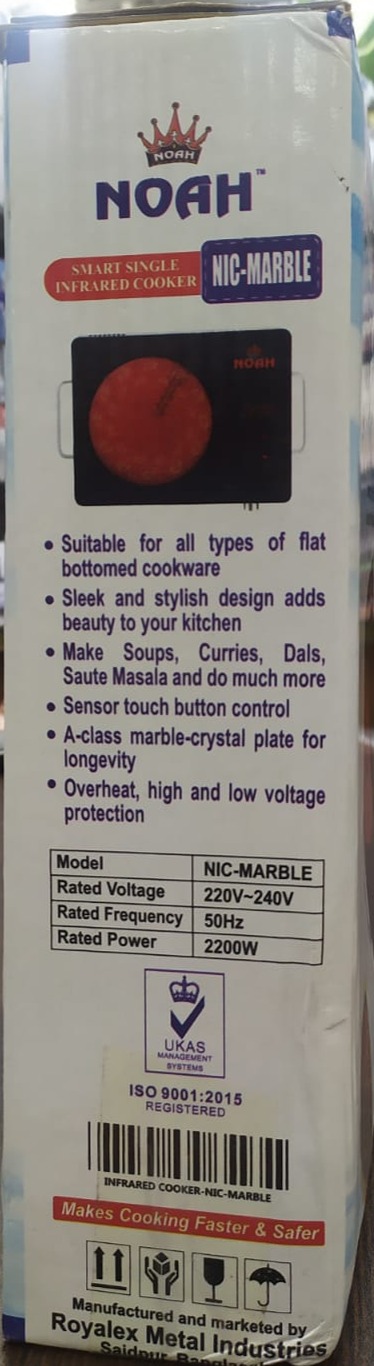 NOAH
NOAH™
SMART SINGLE
INFRARED COOKER
NIC-MARBLE
NOAH
• Suitable for all types of flat
bottomed cookware
• Sleek and stylish design adds
beauty to your kitchen
• Make Soups, Curries, Dals,
Saute Masala and do much more
• Sensor touch button control
• A-class marble-crystal plate for
longevity
• Overheat, high and low voltage
protection
Model NIC-MARBLE
Rated Voltage 220V~240V
Rated Frequency 50Hz
Rated Power 2200W
UKAS
MANAGEMENT
SYSTEMS
ISO 9001:2015
REGISTERED
INFRARED COOKER-NIC-MARBLE
Makes Cooking Faster & Safer
Manufactured and marketed by
Royalex Metal Industries
Saidpur,